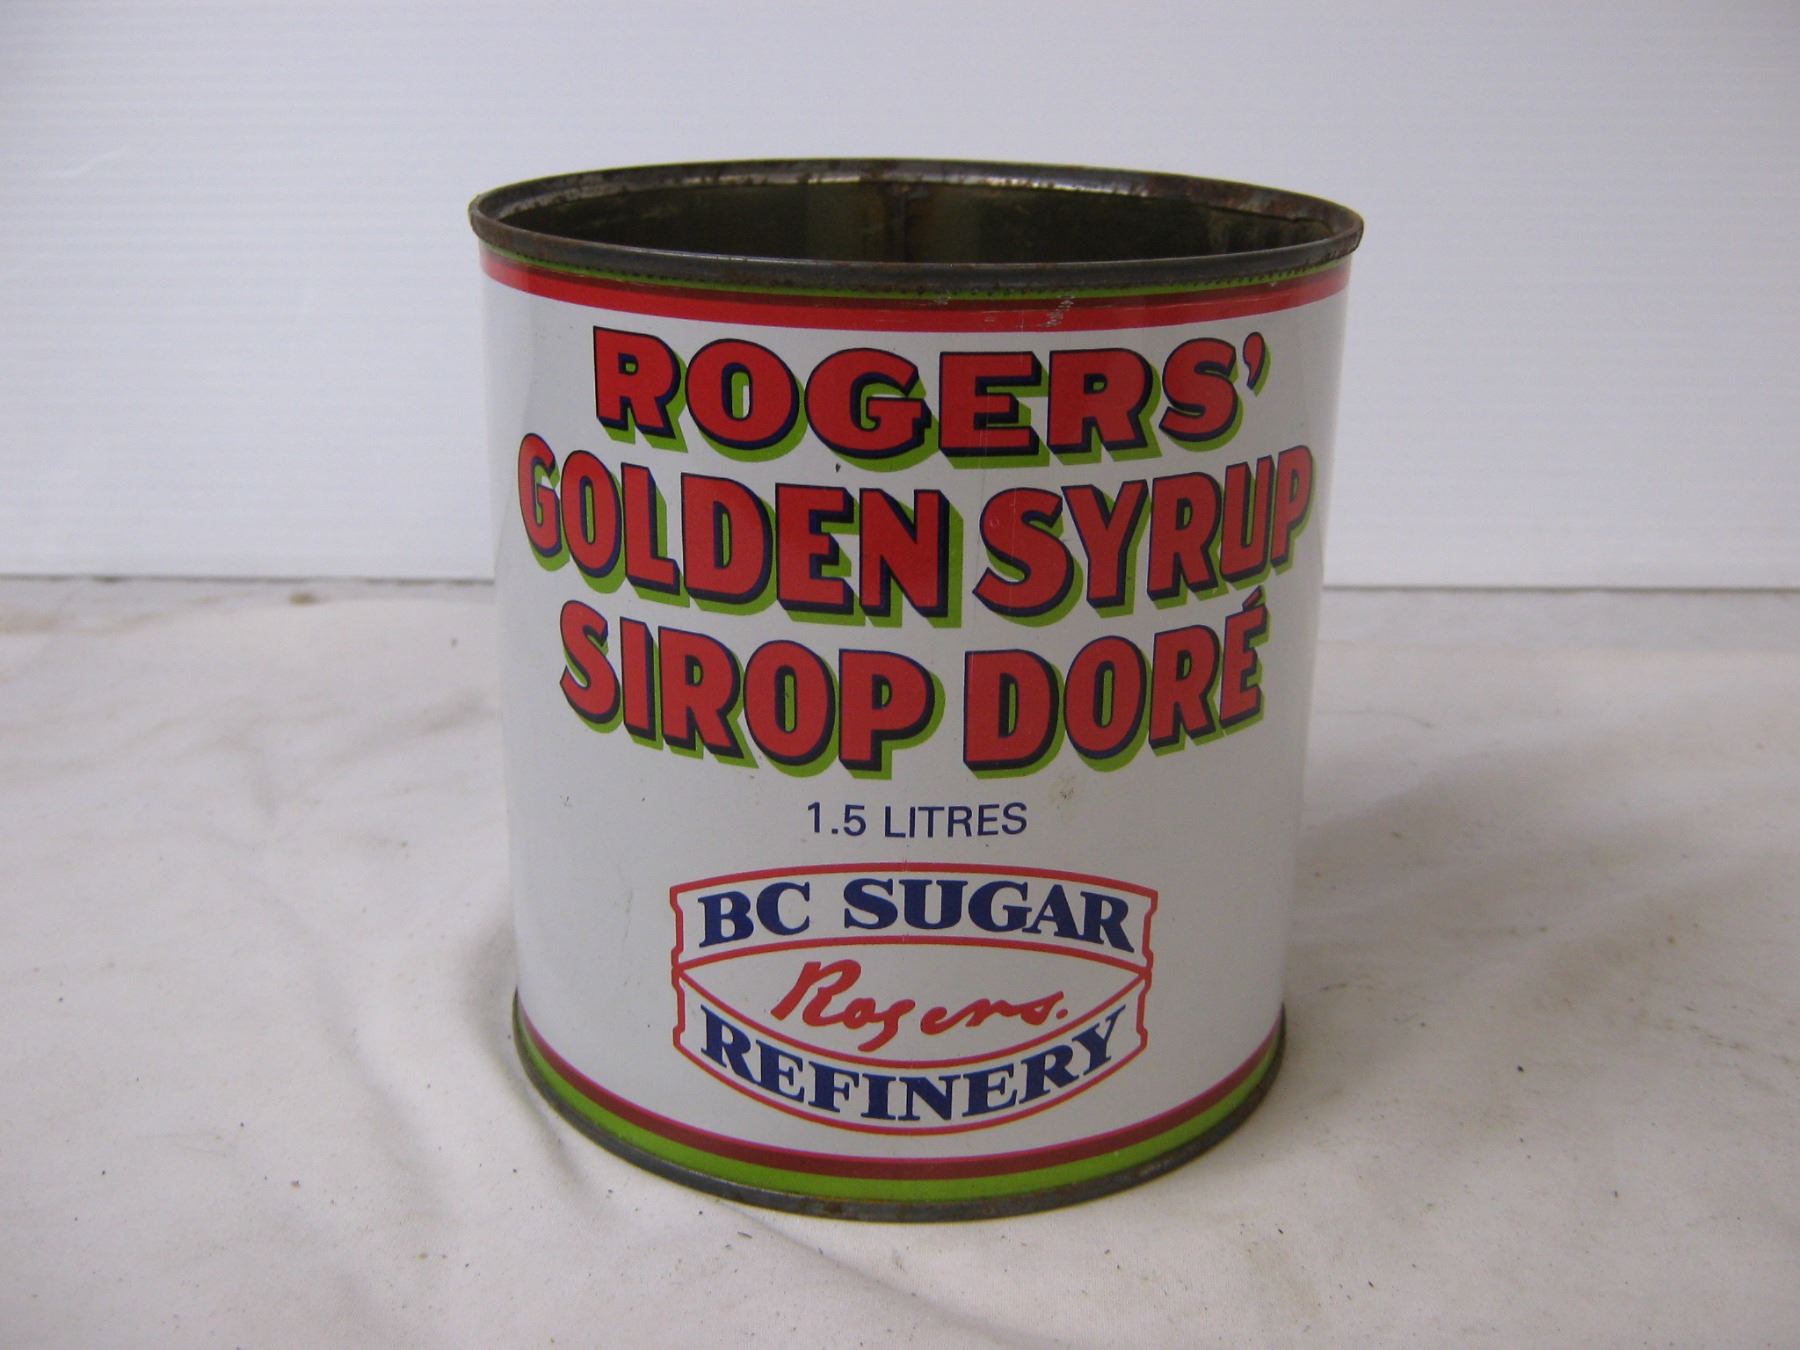 ROGERS'
GOLDEN SYRUP
SIROP DORÉ
1.5 LITRES
BC SUGAR
Rogers.
REFINERY